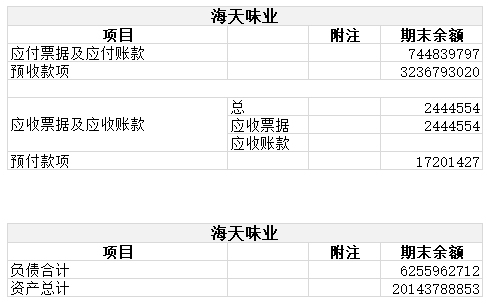 海天味业
项目 附注 期末余额
应付票据及应付账款 744839797
预收款项 3236793020
应收票据及应收账款 总 2444554
应收票据 2444554
应收账款
预付款项 17201427
海天味业
项目 附注 期末余额
负债合计 6255962712
资产总计 20143788853